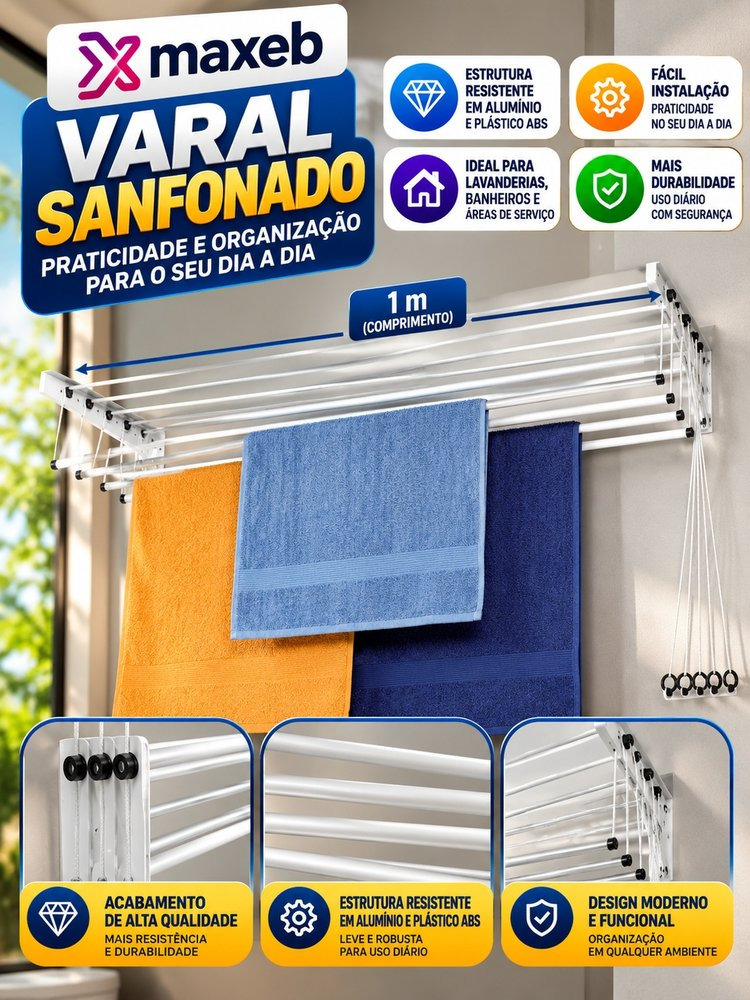 maxeb
VARAL
SANFONADO
PRATICIDADE E ORGANIZAÇÃO
PARA O SEU DIA A DIA
ESTRUTURA
RESISTENTE
EM ALUMÍNIO
E PLÁSTICO ABS
FÁCIL
INSTALAÇÃO
PRATICIDADE
NO SEU DIA A DIA
IDEAL PARA
LAVANDERIAS,
BANHEIROS E
ÁREAS DE SERVIÇO
MAIS
DURABILIDADE
USO DIÁRIO
COM SEGURANÇA
1 m
(COMPRIMENTO)
ACABAMENTO
DE ALTA QUALIDADE
MAIS RESISTÊNCIA
E DURABILIDADE
ESTRUTURA RESISTENTE
EM ALUMÍNIO E PLÁSTICO ABS
LEVE E ROBUSTA
PARA USO DIÁRIO
DESIGN MODERNO
E FUNCIONAL
ORGANIZAÇÃO
EM QUALQUER AMBIENTE